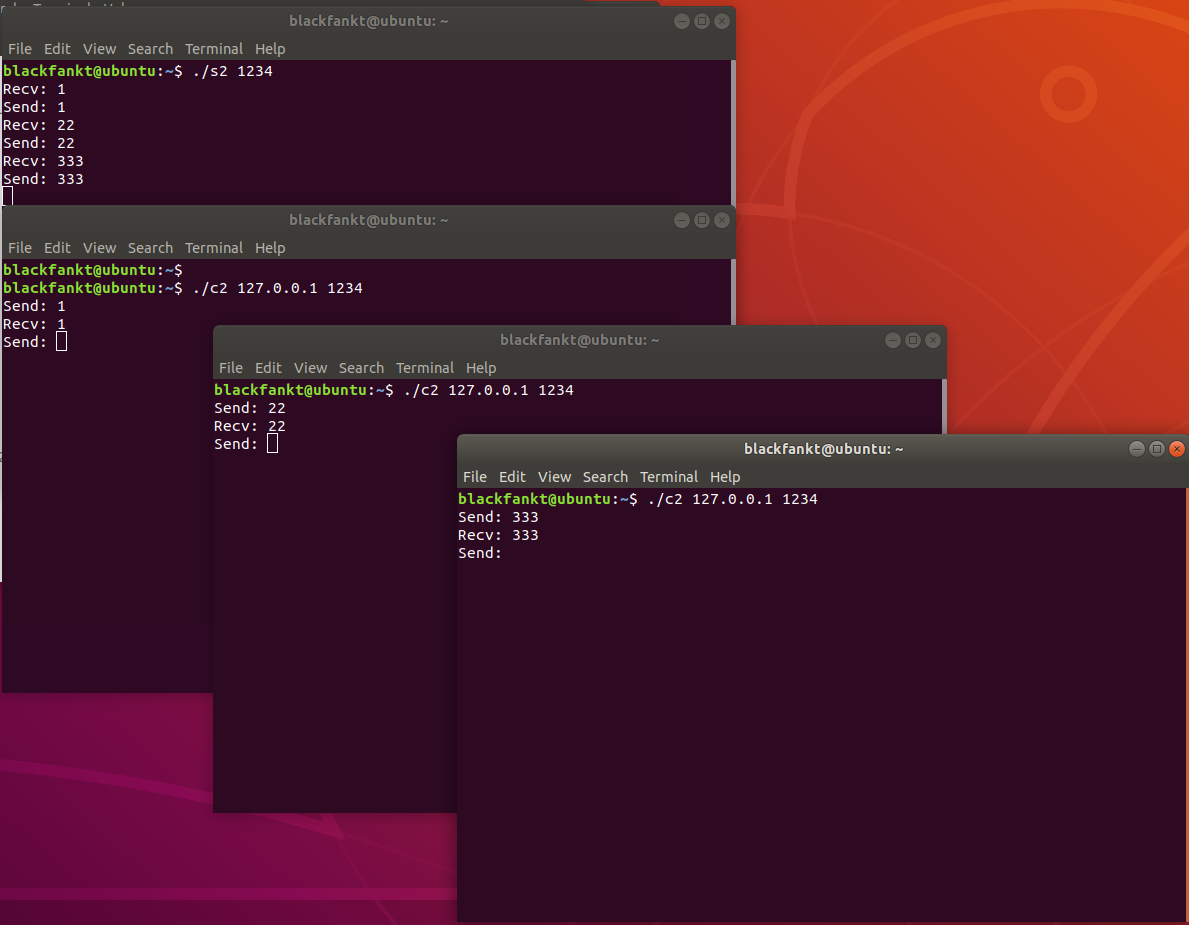 blackfankt@ubuntu: ~
File Edit View Search Terminal Help
blackfankt@ubuntu:~$ ./s2 1234
Recv: 1
Send: 1
Recv: 22
Send: 22
Recv: 333
Send: 333
blackfankt@ubuntu: ~
File Edit View Search Terminal Help
blackfankt@ubuntu:~$
blackfankt@ubuntu:~$ ./c2 127.0.0.1 1234
Send: 1
Recv: 1
Send:
blackfankt@ubuntu: ~
File Edit View Search Terminal Help
blackfankt@ubuntu:~$ ./c2 127.0.0.1 1234
Send: 22
Recv: 22
Send:
blackfankt@ubuntu: ~
File Edit View Search Terminal Help
blackfankt@ubuntu:~$ ./c2 127.0.0.1 1234
Send: 333
Recv: 333
Send: